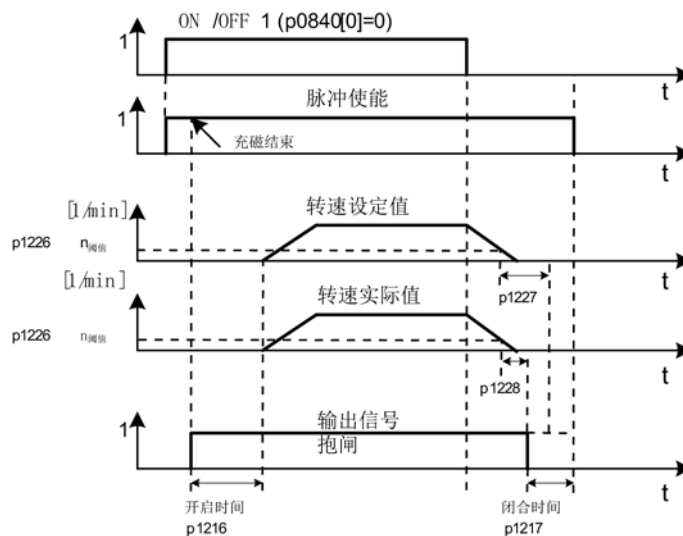 ON /OFF 1 (p0840[0]=0)
1
t
脉冲使能
1
充磁结束
t
[1/min]
转速设定值
p1226 n阈值
t
p1227
[1/min]
转速实际值
p1226 n阈值
t
p1228
输出信号
1
抱闸
t
开启时间
p1216
闭合时间
p1217